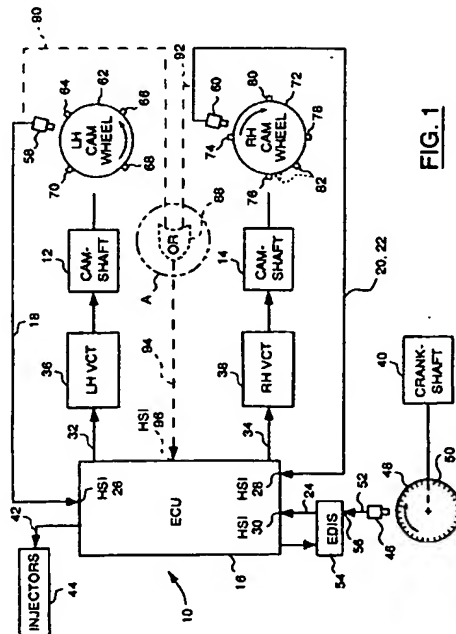 INJECTORS
44
42
18
32
36
LH VCT
12
CAM-
SHAFT
58
64
90
62
LH
CAM
WHEEL
70
68
66
HSI
26
HSI
96
94
A
OR
88
92
ECU
10
16
HSI
30
HSI
28
34
38
RH VCT
14
CAM-
SHAFT
60
74
76
80
72
RH
CAM
WHEEL
82
78
20, 22
24
EDIS
54
56
52
46
48
50
40
CRANK-
SHAFT
FIG. 1